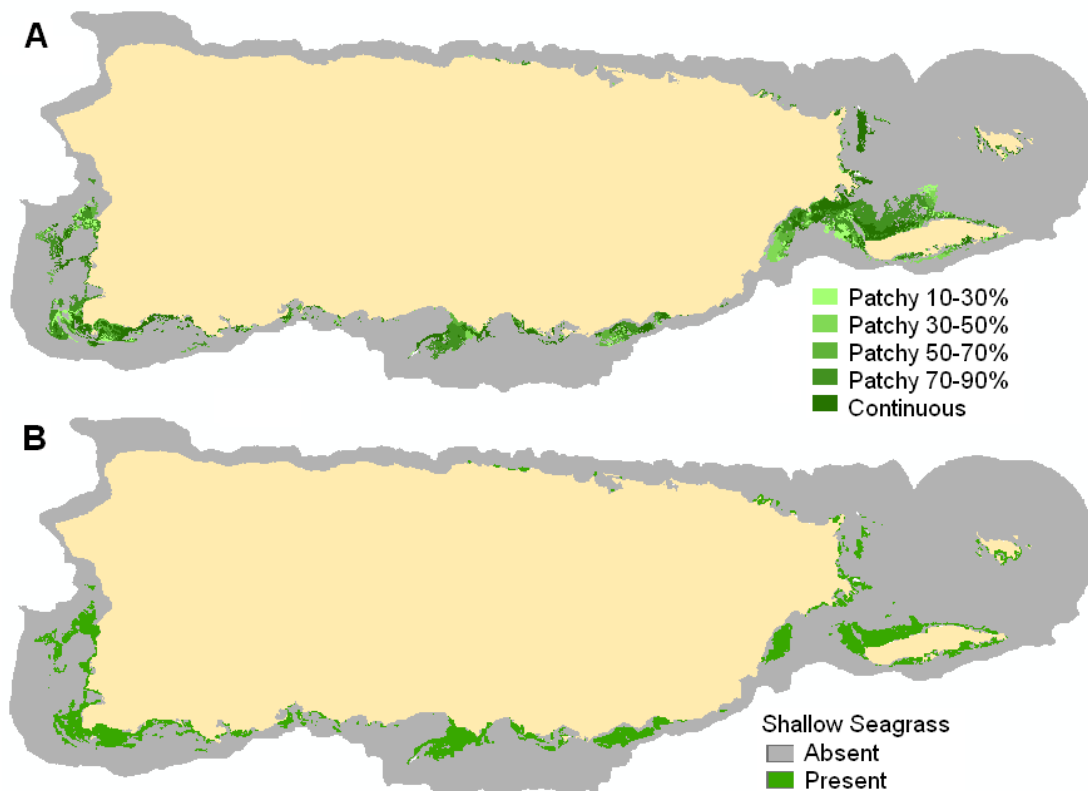 A
Patchy 10-30%
Patchy 30-50%
Patchy 50-70%
Patchy 70-90%
Continuous
B
Shallow Seagrass
Absent
Present